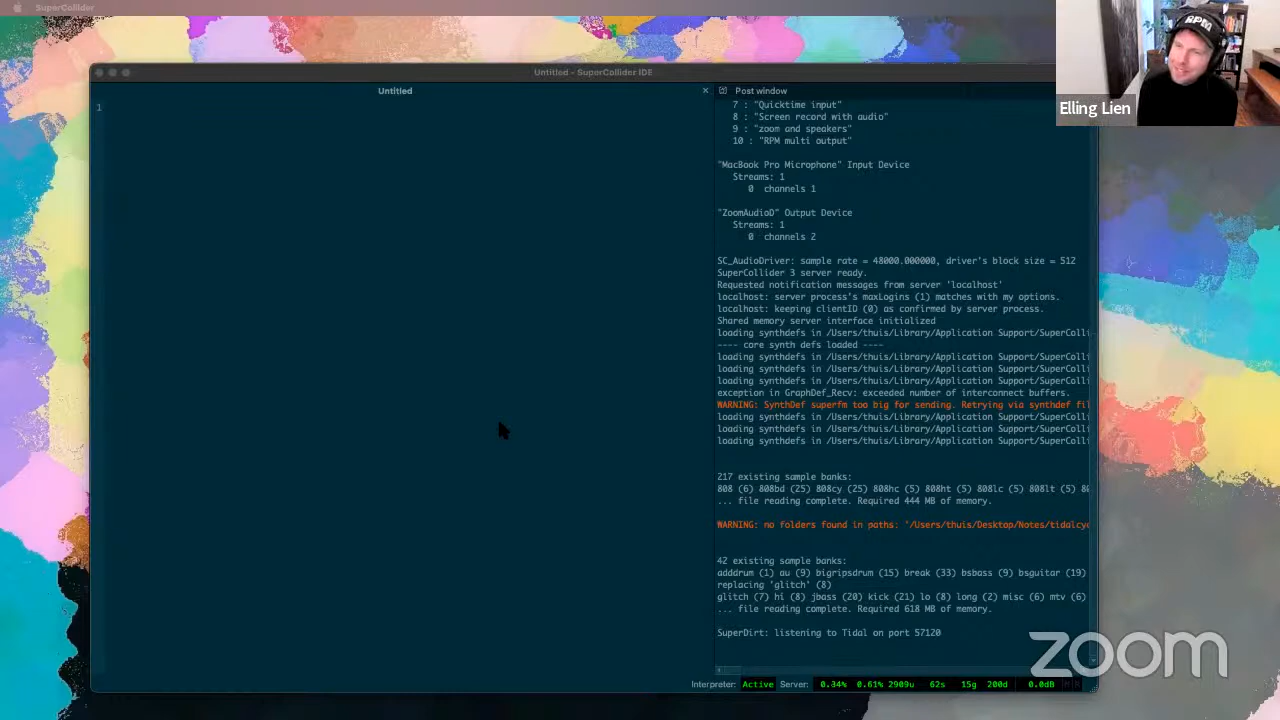 SuperCollider
Untitled - SuperCollider IDE
Untitled
Post window
1
7 : "Quicktime input"
8 : "Screen record with audio"
9 : "zoom and speakers"
10 : "RPM multi output"
"MacBook Pro Microphone" Input Device
Streams: 1
0 channels 1
"ZoomAudioD" Output Device
Streams: 1
0 channels 2
SC_AudioDriver: sample rate = 48000.000000, driver's block size = 512
SuperCollider 3 server ready.
Requested notification messages from server 'localhost'
localhost: server process's maxLogins (1) matches with my options.
localhost: keeping clientID (0) as confirmed by server process.
Shared memory server interface initialized
loading synthdefs in /Users/thuis/Library/Application Support/SuperColli
---- core synth defs loaded ----
loading synthdefs in /Users/thuis/Library/Application Support/SuperColli
loading synthdefs in /Users/thuis/Library/Application Support/SuperColli
loading synthdefs in /Users/thuis/Library/Application Support/SuperColli
exception in GraphDef_Recv: exceeded number of interconnect buffers.
WARNING: SynthDef superfm too big for sending. Retrying via synthdef fil
loading synthdefs in /Users/thuis/Library/Application Support/SuperColli
loading synthdefs in /Users/thuis/Library/Application Support/SuperColli
loading synthdefs in /Users/thuis/Library/Application Support/SuperColli
217 existing sample banks:
808 (6) 808bd (25) 808cy (25) 808hc (5) 808ht (5) 808lc (5) 808lt (5) 80
... file reading complete. Required 444 MB of memory.
WARNING: no folders found in paths: '/Users/thuis/Desktop/Notes/tidalcyc
42 existing sample banks:
adddrum (1) au (9) bigripsdrum (15) break (33) bsbass (9) bsguitar (19)
replacing 'glitch' (8)
glitch (7) hi (8) jbass (20) kick (21) lo (8) long (2) misc (6) mtv (6)
... file reading complete. Required 618 MB of memory.
SuperDirt: listening to Tidal on port 57120
Interpreter: Active Server: 0.34% 0.61% 2909u 62s 15g 200d 0.0dB M R
RPM
Elling Lien
zoom